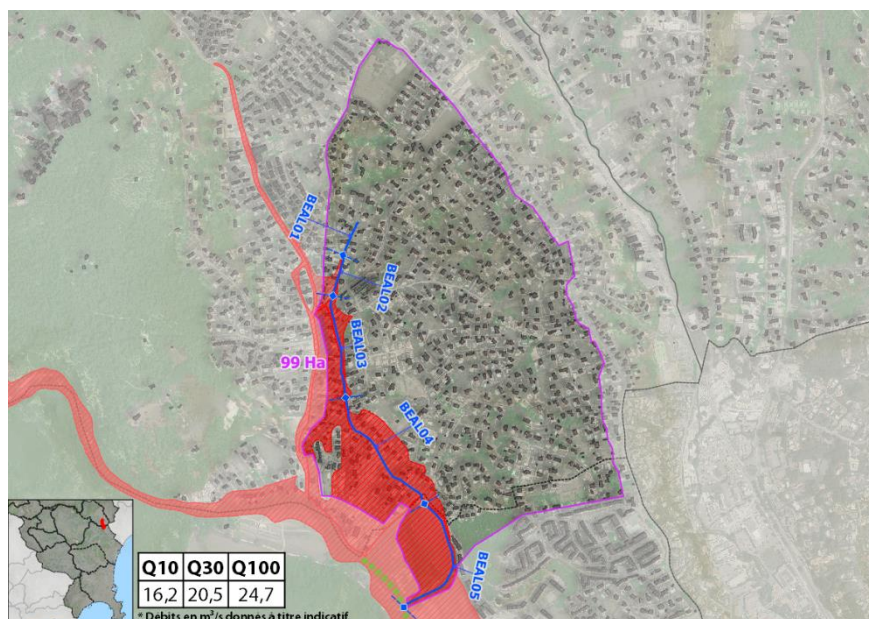 BEAL01
BEAL02
BEAL03
99 Ha
BEAL04
BEAL05
Q10 Q30 Q100
16,2 20,5 24,7
* Débits en m³/s donnés à titre indicatif